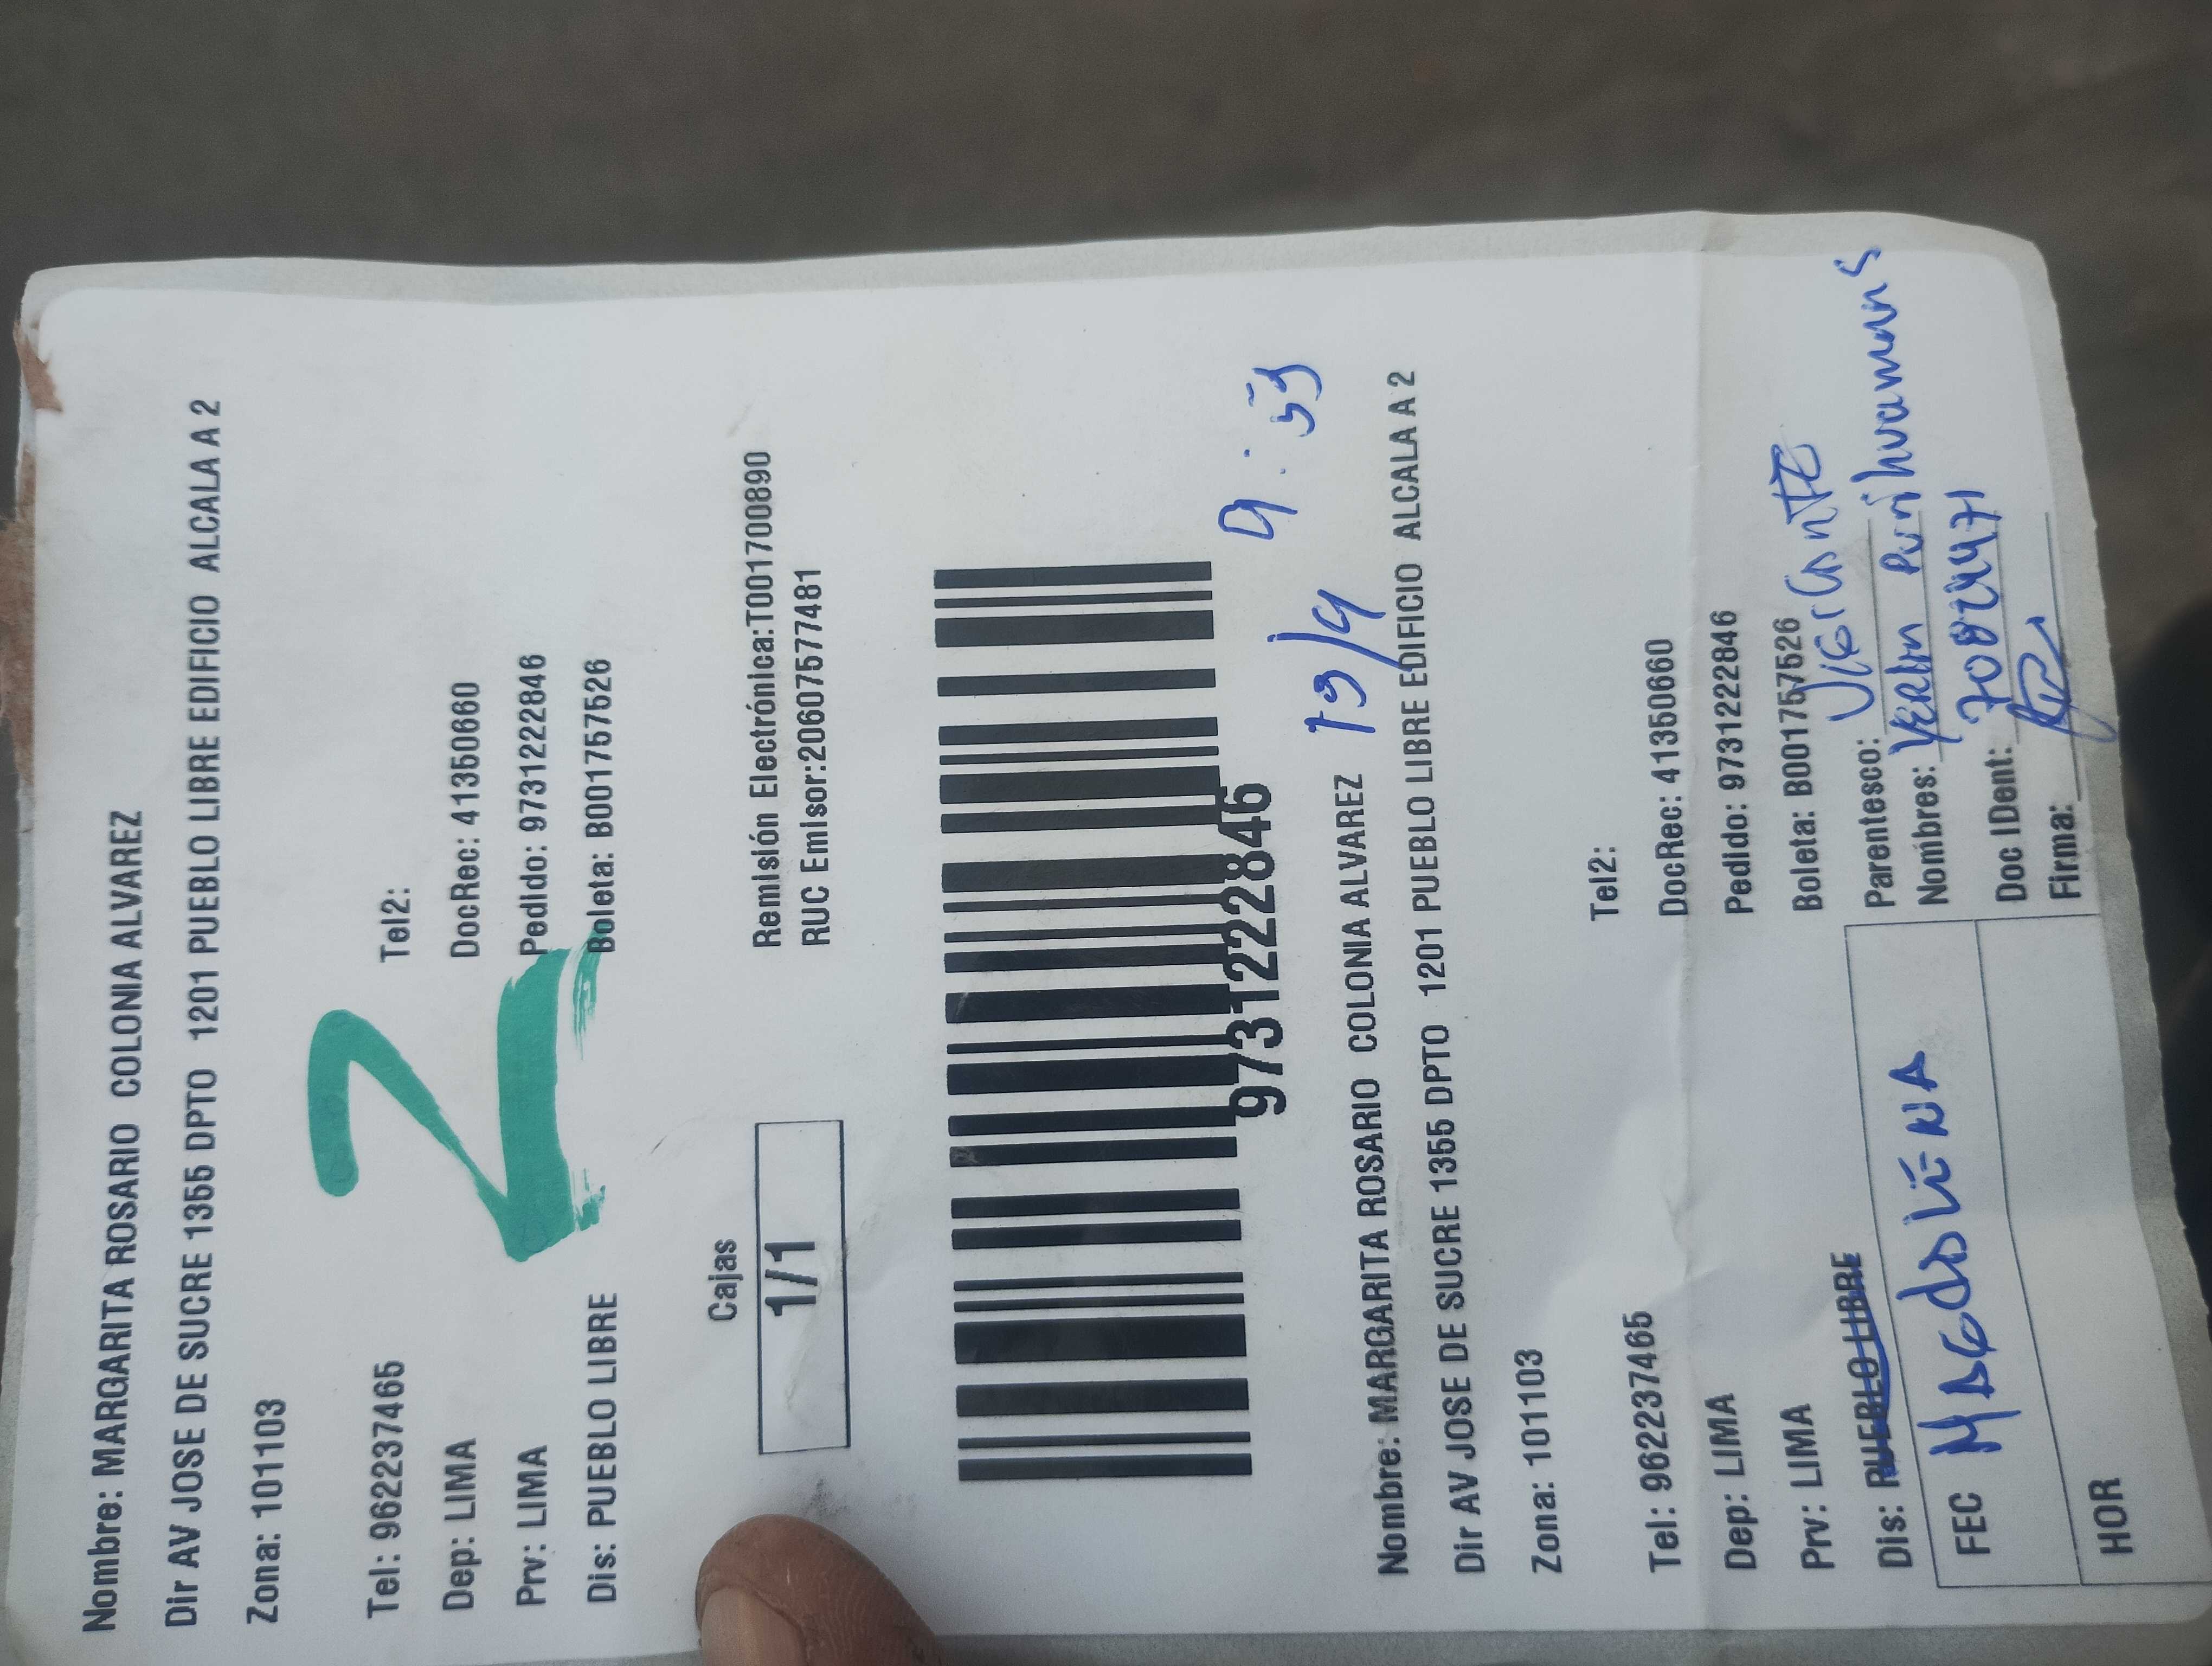 Nombre: MARGARITA ROSARIO COLONIA ALVAREZ
Dir AV JOSE DE SUCRE 1355 DPTO 1201 PUEBLO LIBRE EDIFICIO ALCALA A 2
Zona: 101103
2
Tel: 962237465 Tel2:
Dep: LIMA DocRec: 41350660
Prv: LIMA Pedido: 9731222846
Dis: PUEBLO LIBRE Boleta: B001757526
Cajas
1/1
Remisión Electrónica:T001700890
RUC Emisor:20607577481
9731222846
19/4 9:59
Nombre: MARGARITA ROSARIO COLONIA ALVAREZ
Dir AV JOSE DE SUCRE 1355 DPTO 1201 PUEBLO LIBRE EDIFICIO ALCALA A 2
Zona: 101103
Tel: 962237465 Tel2:
Dep: LIMA DocRec: 41350660
Prv: LIMA Pedido: 9731222846
Dis: PUEBLO LIBRE Boleta: B001757526
Parentesco: ViGilanTE
Nombres:
FEC MAGdALENA
Doc IDent:
HOR
Firma: